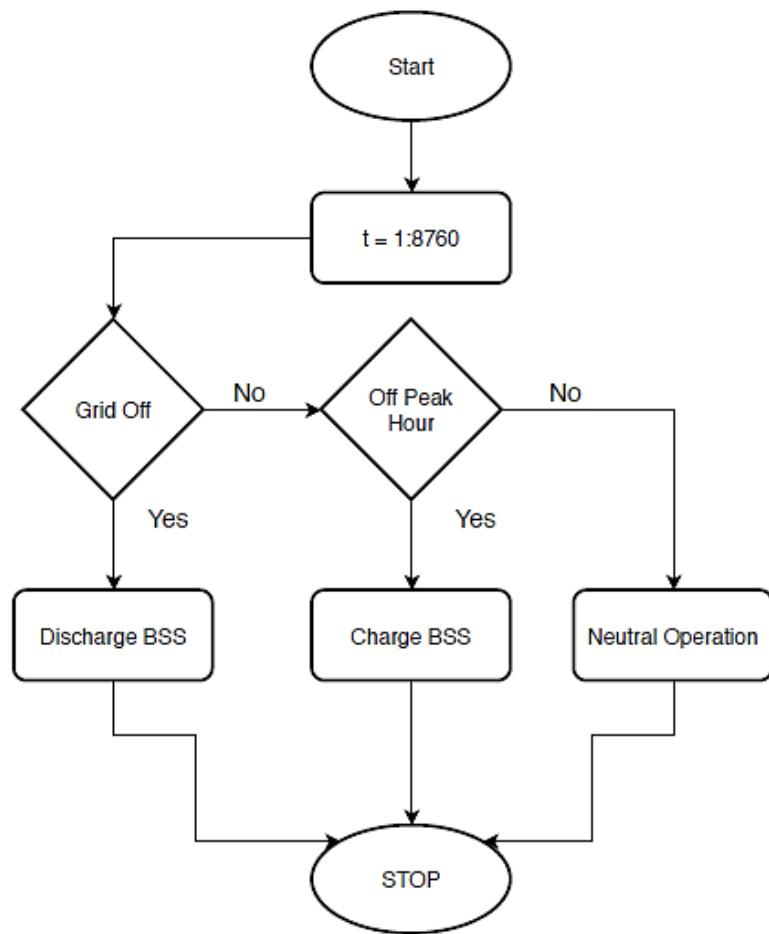 Start
t = 1:8760
Grid Off
No
Off Peak
Hour
No
Yes
Yes
Discharge BSS
Charge BSS
Neutral Operation
STOP